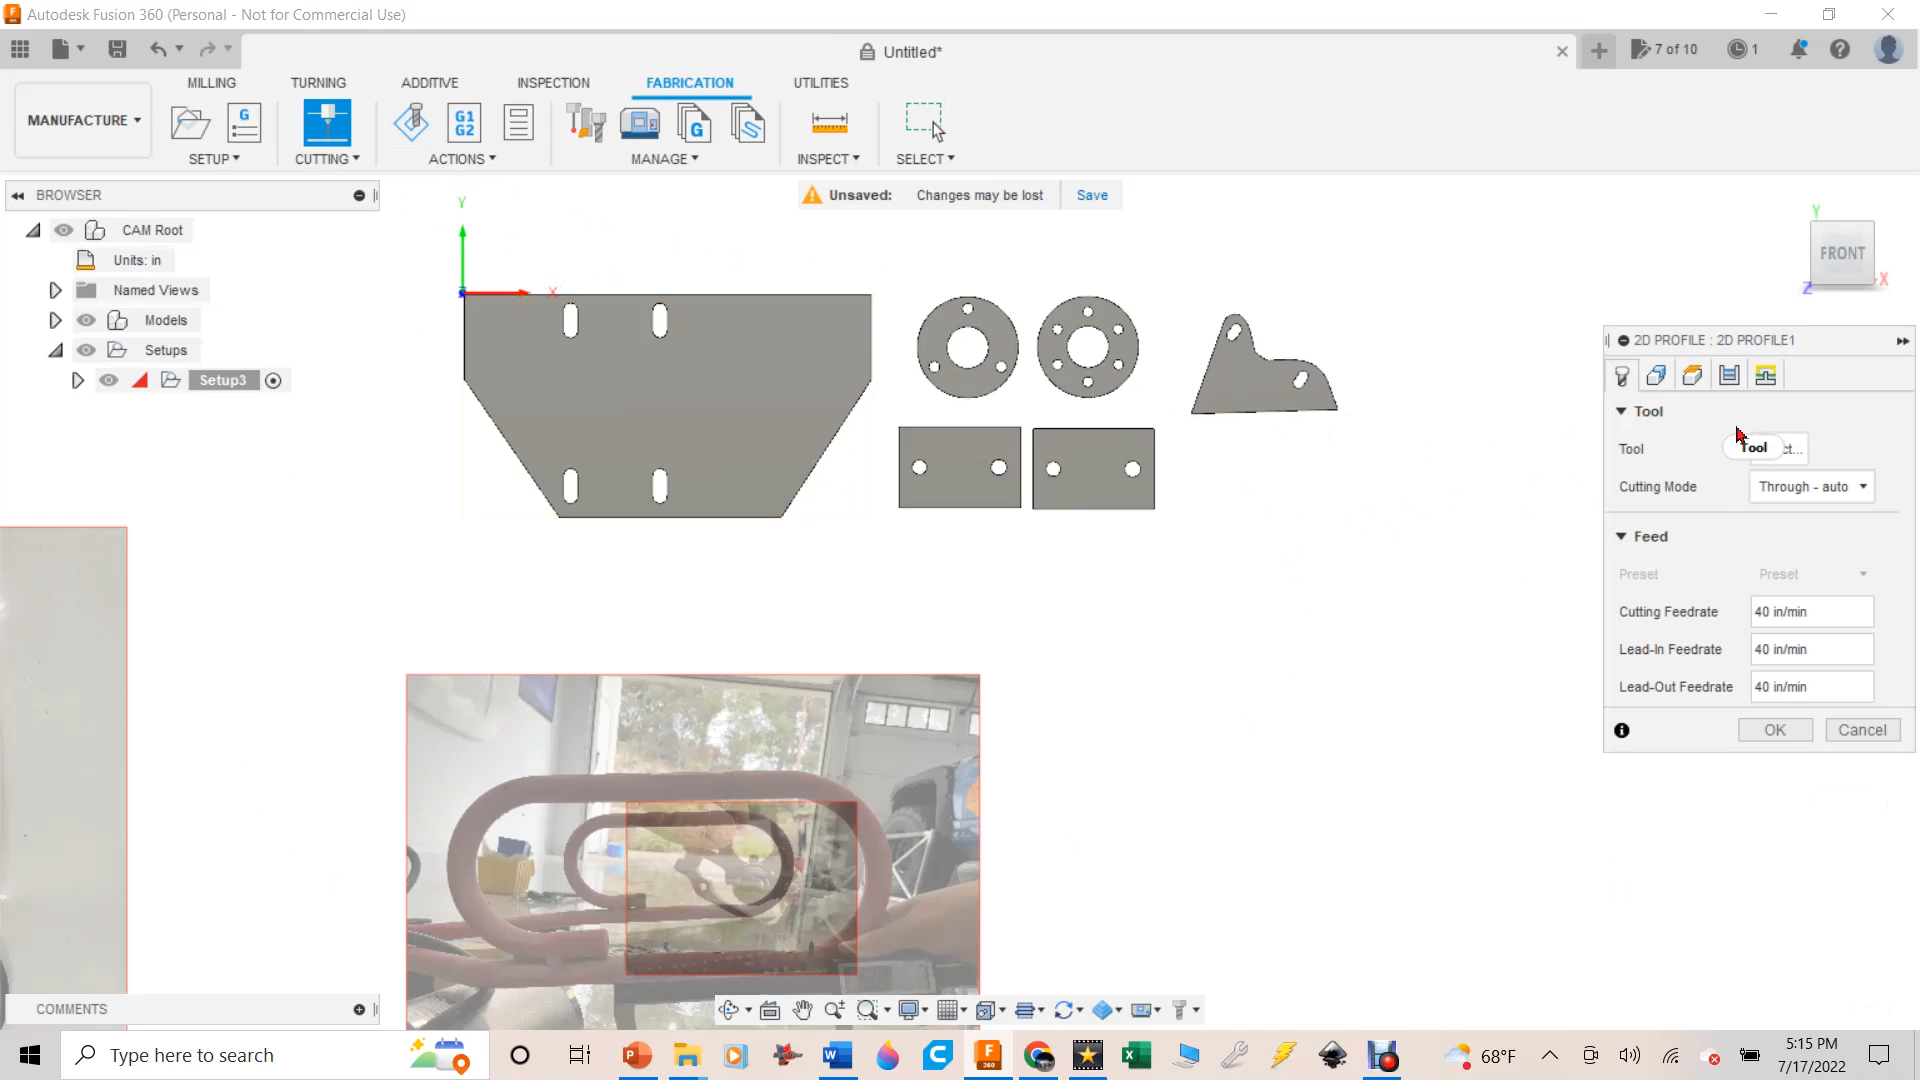 Autodesk Fusion 360 (Personal - Not for Commercial Use)
Untitled*
7 of 10
1
MILLING TURNING ADDITIVE INSPECTION FABRICATION UTILITIES
MANUFACTURE
G
G1
G2
G
SETUP CUTTING ACTIONS MANAGE INSPECT SELECT
BROWSER
Unsaved: Changes may be lost Save
CAM Root
Units: in
Named Views
Models
Setups
Setup3
Y
X
Y
FRONT
X
Z
2D PROFILE : 2D PROFILE1
Tool
Tool
Tool
Cutting Mode Through - auto
Feed
Preset Preset
Cutting Feedrate 40 in/min
Lead-In Feedrate 40 in/min
Lead-Out Feedrate 40 in/min
OK Cancel
COMMENTS
Type here to search
68°F
5:15 PM
7/17/2022